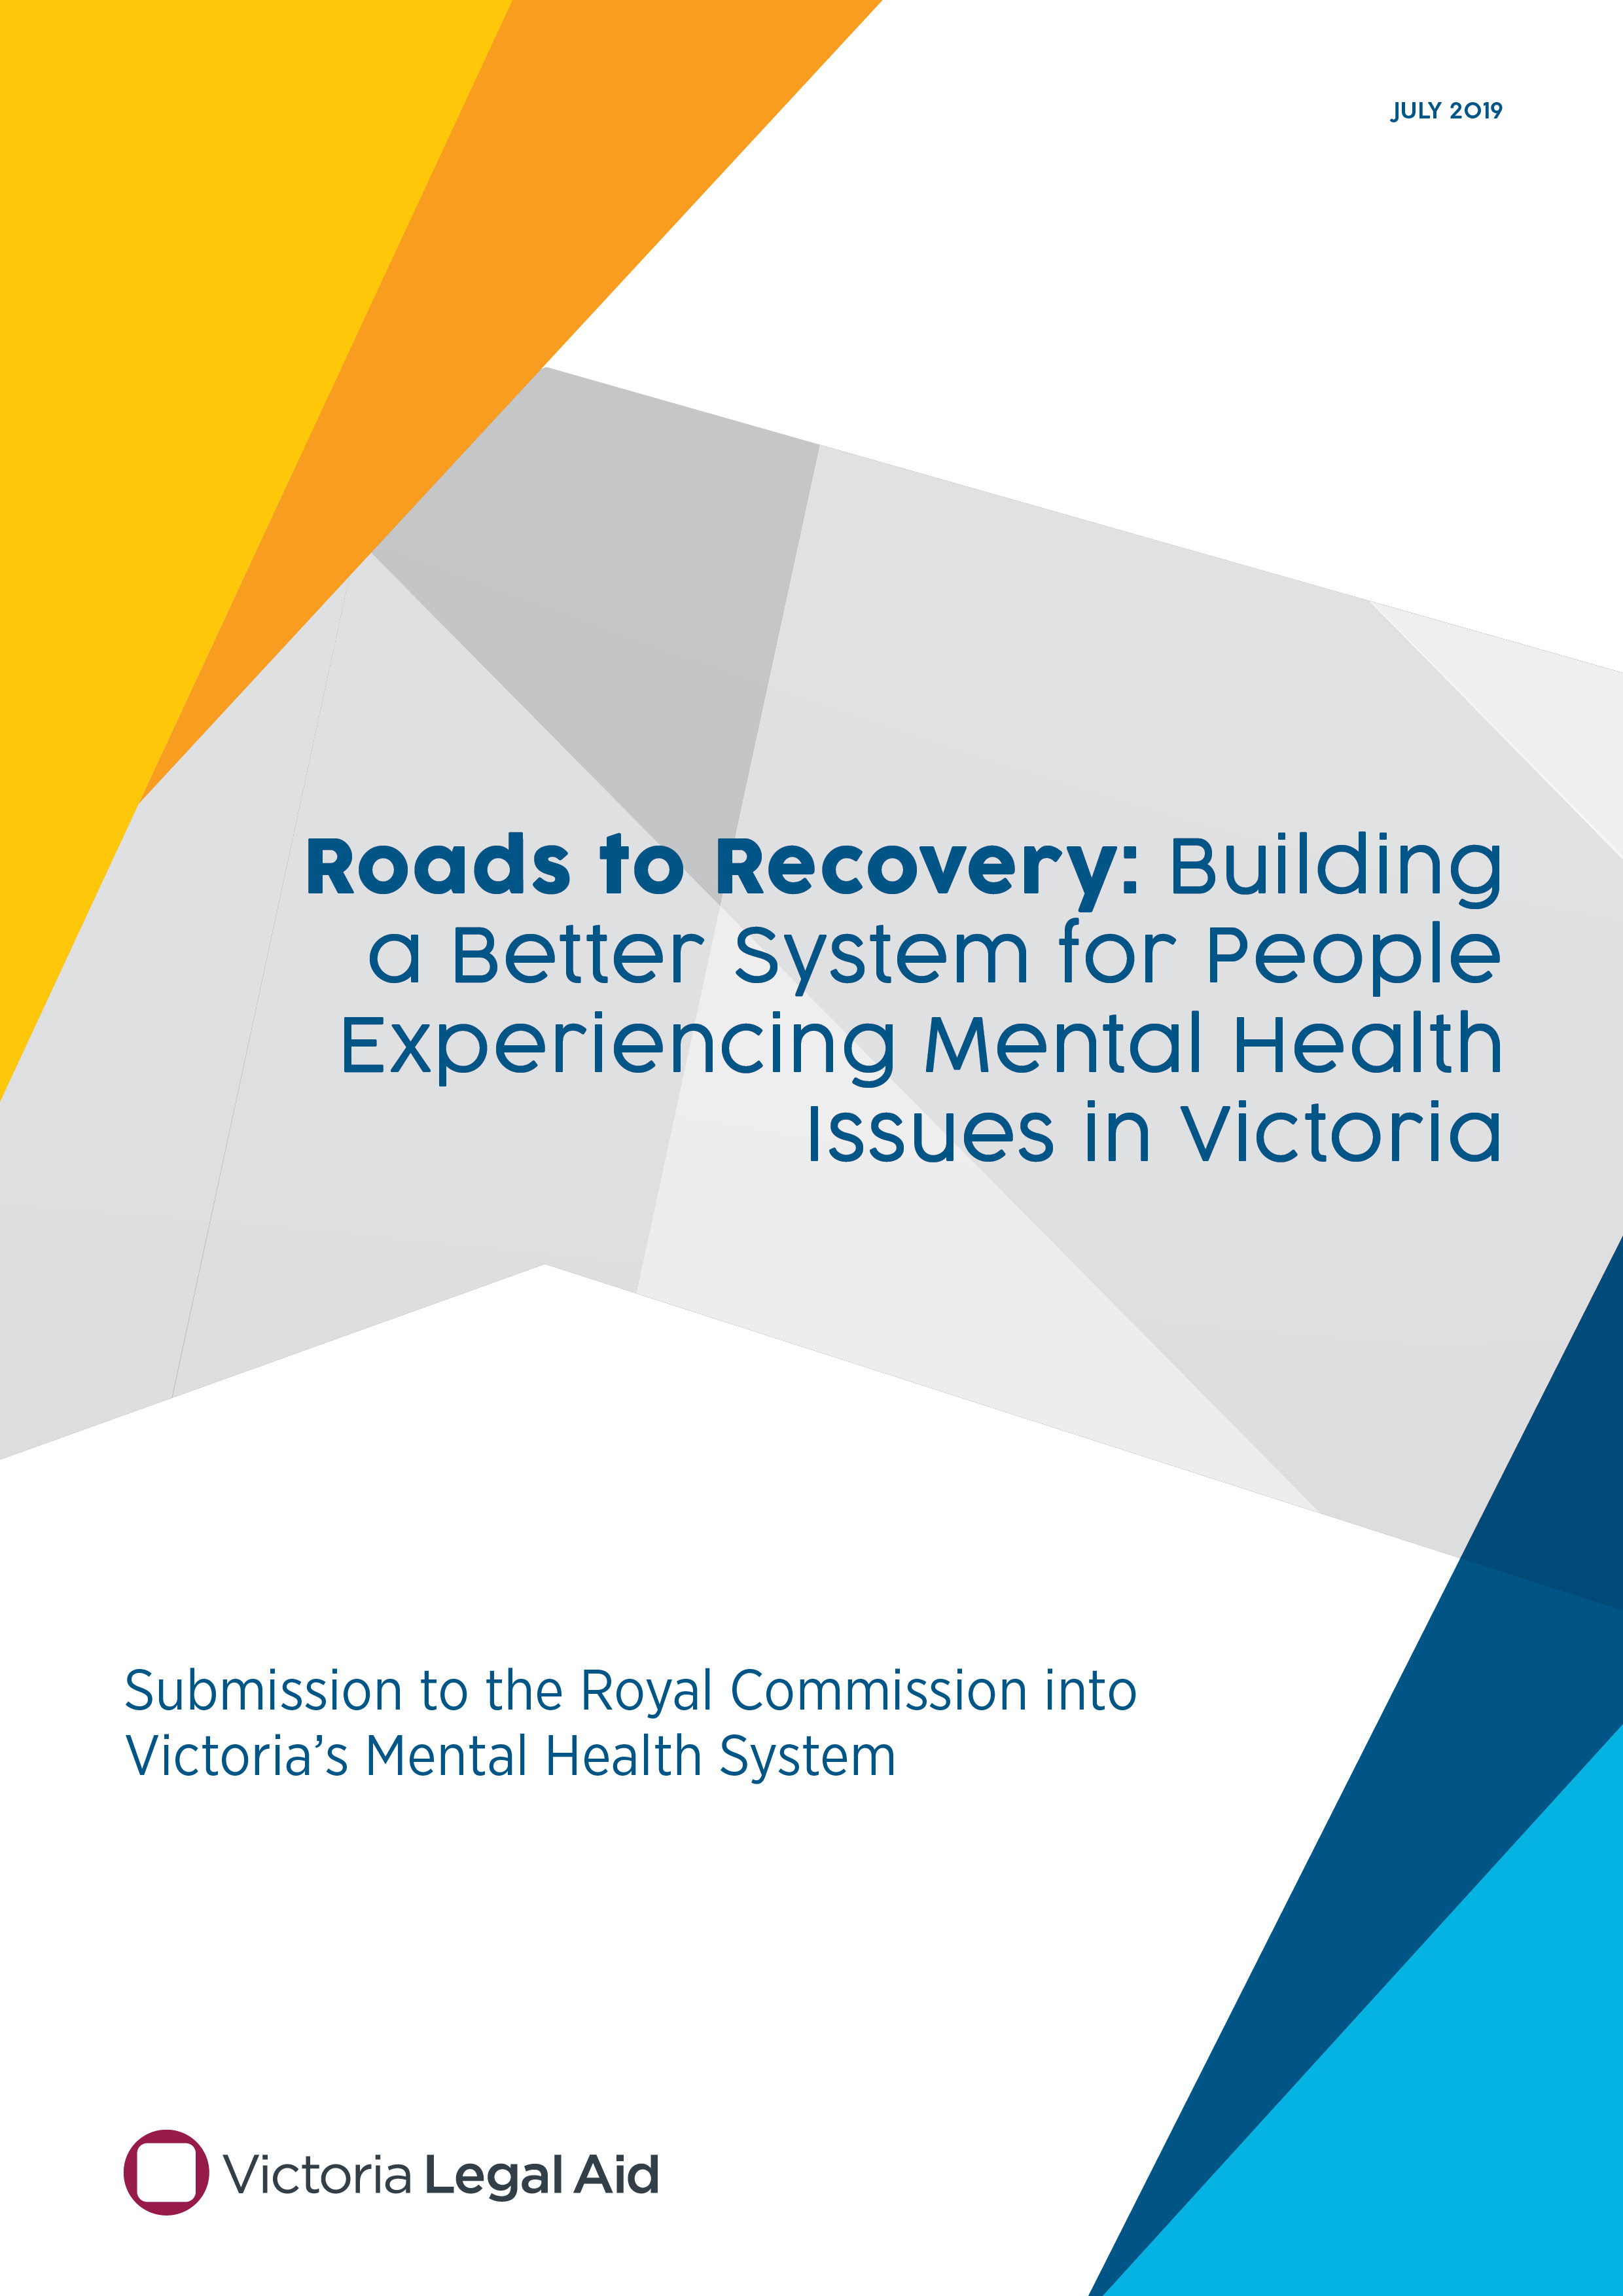 JULY 2019
Roads to Recovery: Building
a Better System for People
Experiencing Mental Health
Issues in Victoria
Submission to the Royal Commission into
Victoria’s Mental Health System
Victoria Legal Aid